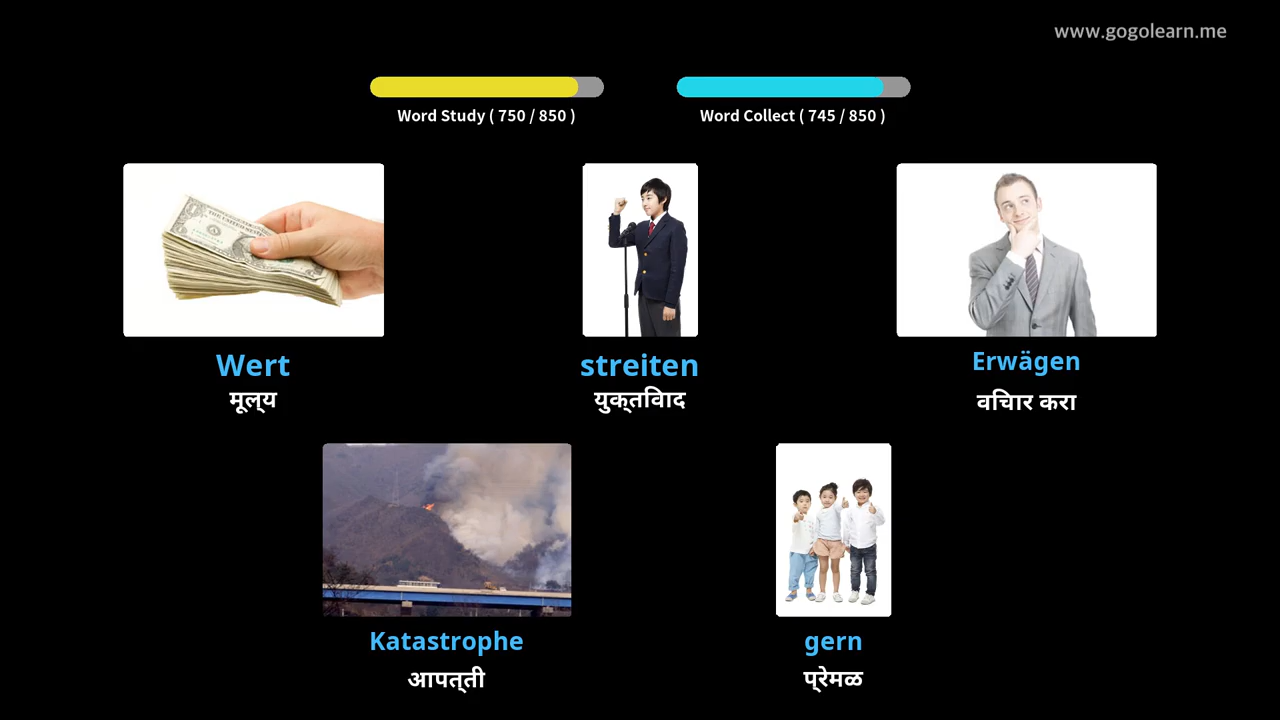 www.gogolearn.me
Word Study ( 750 / 850 )
Word Collect ( 745 / 850 )
Wert
streiten
Erwägen
मूल्य
युक्तिवाद
विचार करा
Katastrophe
gern
आपत्ती
प्रेमळ